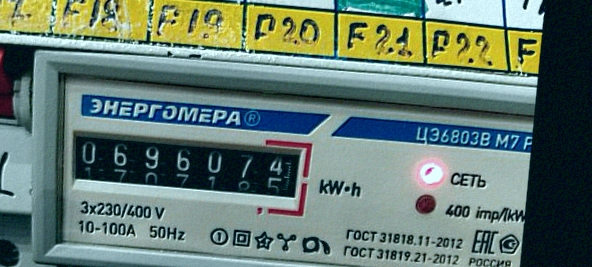 F18 F19 P20 F21 P22 F
ЭНЕРГОМЕРА®
ЦЭ6803В М7 Р
0696074
kW•h
СЕТЬ
400 imp/(kW
3x230/400 V
10-100A 50Hz
ГОСТ 31818.11-2012
ГОСТ 31819.21-2012
EAC
РОССИЯ